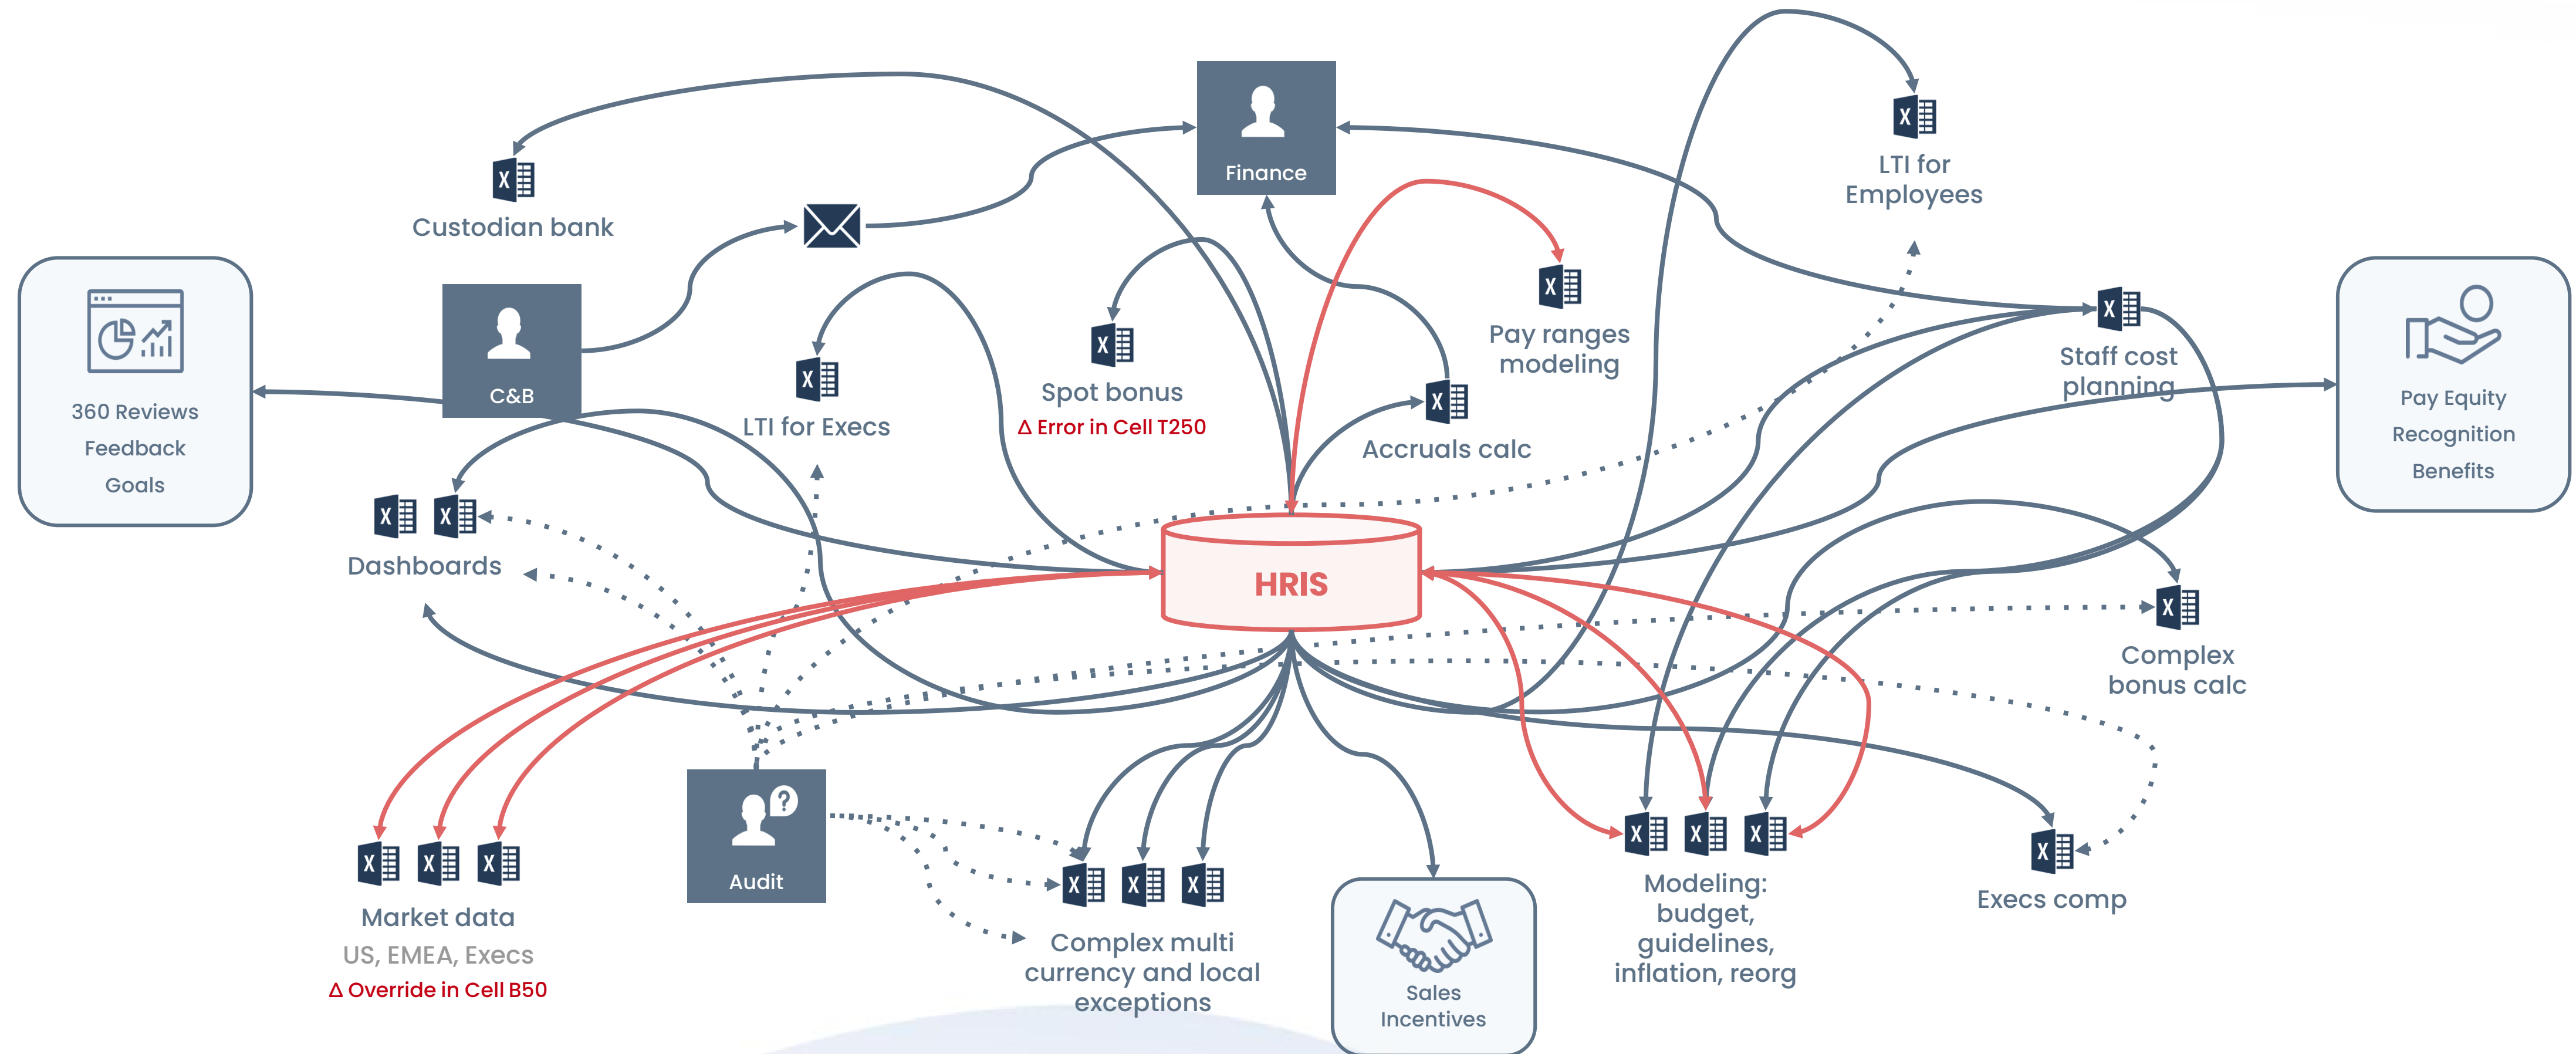 Finance
LTI for
Employees
Custodian bank
360 Reviews
Feedback
Goals
C&B
LTI for Execs
Spot bonus
Δ Error in Cell T250
Pay ranges
modeling
Accruals calc
Staff cost
planning
Pay Equity
Recognition
Benefits
Dashboards
HRIS
Complex
bonus calc
Market data
US, EMEA, Execs
Δ Override in Cell B50
Audit
?
Complex multi
currency and local
exceptions
Sales
Incentives
Modeling:
budget,
guidelines,
inflation, reorg
Execs comp